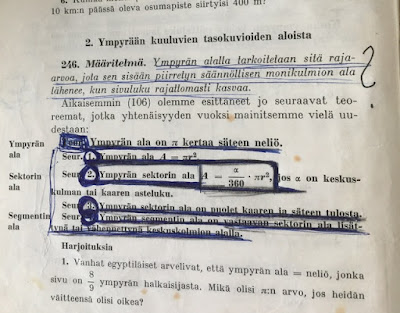 10 km:n päässä oleva osumapiste siirtyisi 400 m?
2. Ympyrään kuuluvien tasokuvioiden aloista
246. Määritelmä. Ympyrän alalla tarkoitetaan sitä raja-
arvoa, jota sen sisään piirretyn säännöllisen monikulmion ala
lähenee, kun sivuluku rajattomasti kasvaa.
Aikaisemmin (106) olemme esittäneet jo seuraavat teo-
reemat, jotka yhtenäisyyden vuoksi mainitsemme vielä uu-
destaan:
Ympyrän ala
Ympyrän ala on π kertaa säteen neliö.
Seur. 1. Ympyrän ala A = πr²
Sektorin ala
Seur. 2. Ympyrän sektorin ala A = α/360 · πr², jos α on keskus-
kulman tai kaaren asteluku.
Seur. 3. Ympyrän sektorin ala on puolet kaaren ja säteen tulosta.
Segmentin ala
Seur. Ympyrän segmentin ala on vastaavan sektorin ala lisät-
tynä tai vähennettynä keskuskolmion alalla.
Harjoituksia
1. Vanhat egyptiläiset arvelivat, että ympyrän ala = neliö, jonka
sivu on 8/9 ympyrän halkaisijasta. Mikä olisi π:n arvo, jos heidän
väitteensä olisi oikea?